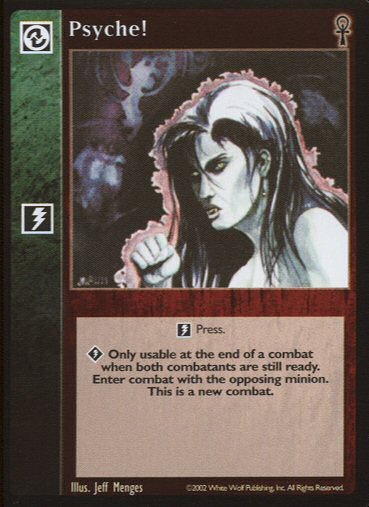 Psyche!
Press.
Only usable at the end of a combat
when both combatants are still ready.
Enter combat with the opposing minion.
This is a new combat.
Illus. Jeff Menges
©2002 White Wolf Publishing, Inc. All Rights Reserved.